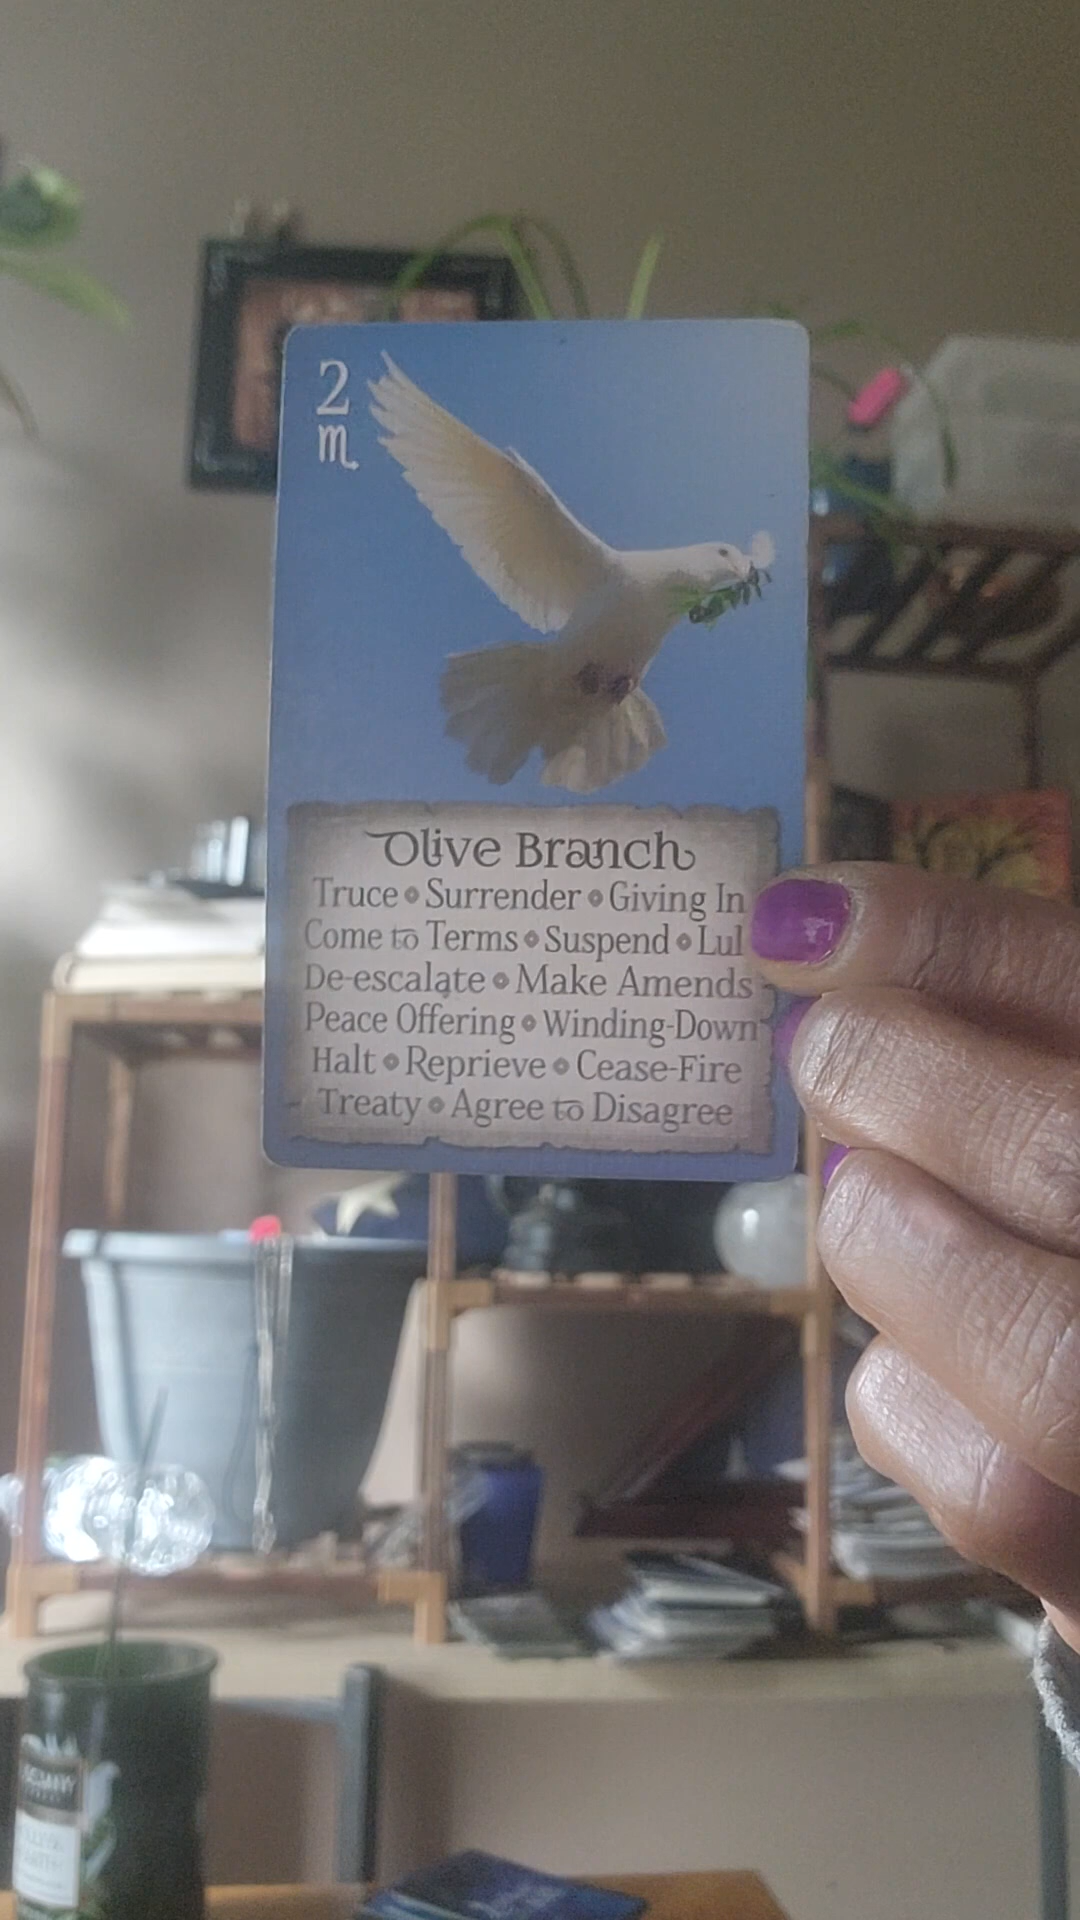 2
♏
Olive Branch
Truce • Surrender • Giving In
Come to Terms • Suspend • Lul
De-escalate • Make Amends
Peace Offering • Winding-Down
Halt • Reprieve • Cease-Fire
Treaty • Agree to Disagree